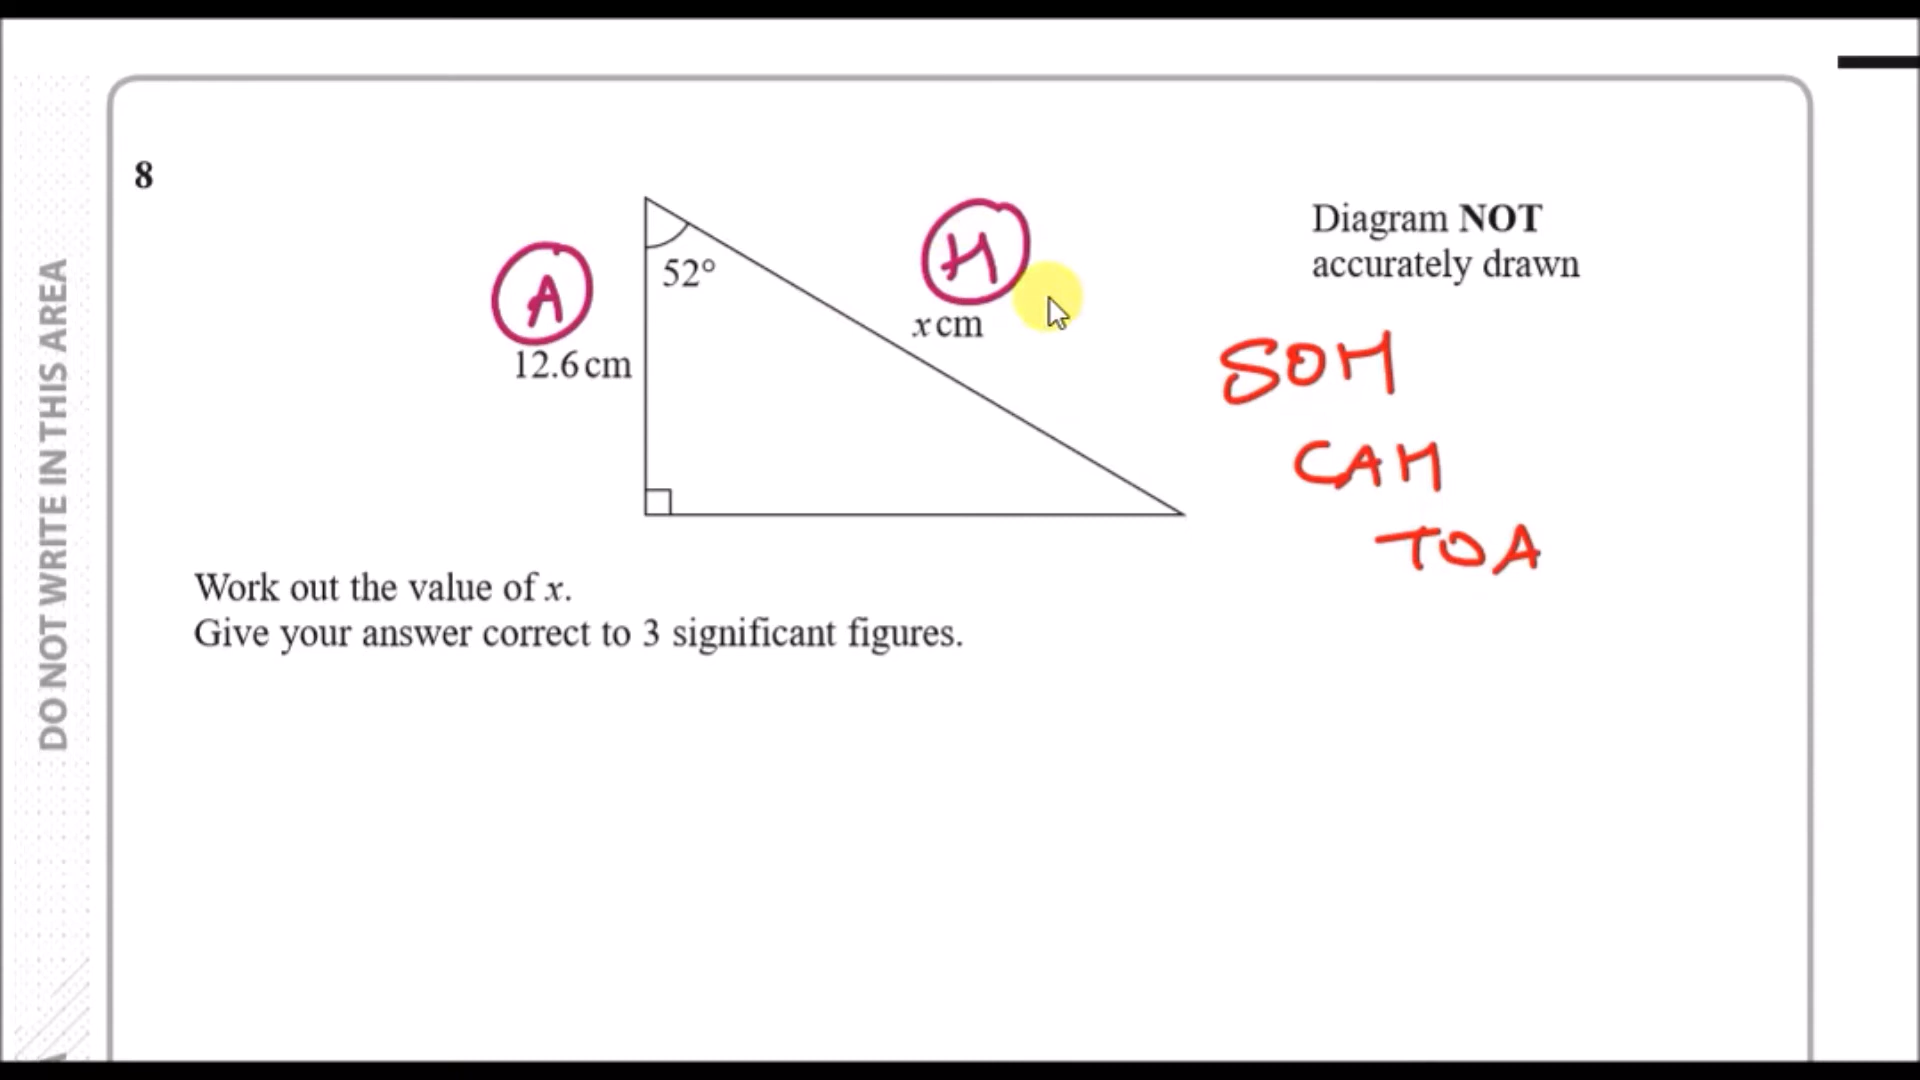 8
52°
A
12.6 cm
H
x cm
Diagram NOT
accurately drawn
SOH
CAH
TOA
Work out the value of x.
Give your answer correct to 3 significant figures.
DO NOT WRITE IN THIS AREA